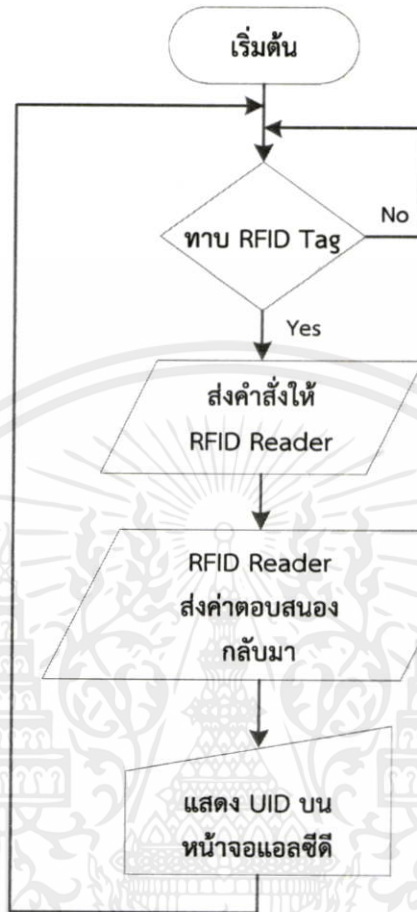 เริ่มต้น
ทาบ RFID Tag
No
Yes
ส่งคำสั่งให้
RFID Reader
RFID Reader
ส่งค่าตอบสนอง
กลับมา
แสดง UID บน
หน้าจอแอลซีดี